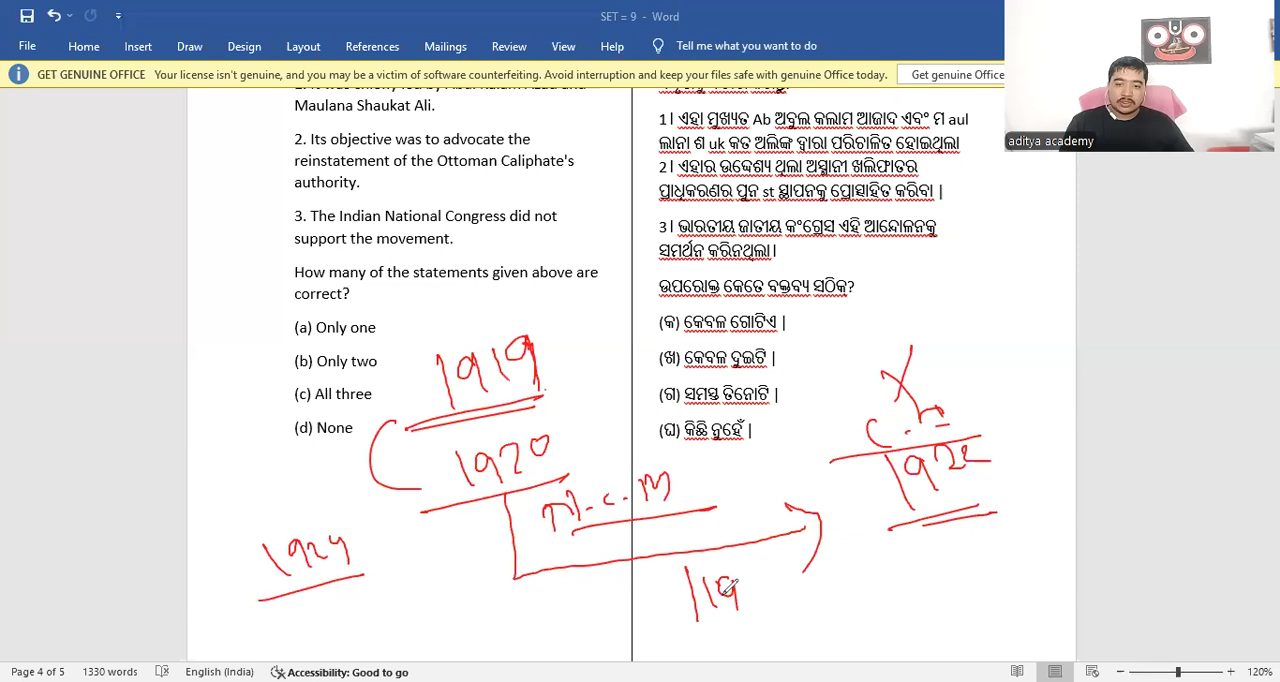 SET = 9 - Word
File Home Insert Draw Design Layout References Mailings Review View Help Tell me what you want to do
GET GENUINE OFFICE Your license isn't genuine, and you may be a victim of software counterfeiting. Avoid interruption and keep your files safe with genuine Office today. Get genuine Office
aditya academy
Maulana Shaukat Ali.
2. Its objective was to advocate the
reinstatement of the Ottoman Caliphate's
authority.
3. The Indian National Congress did not
support the movement.
How many of the statements given above are
correct?
(a) Only one
(b) Only two
(c) All three
(d) None
1। ଏହା ମୁଖ୍ୟତ Ab ଅବୁଲ କଲାମ ଆଜାଦ ଏବଂ ମ aul
ଲାନା ଶ uk କତ ଅଲିଙ୍କ ଦ୍ୱାରା ପରିଚାଳିତ ହୋଇଥିଲା
2। ଏହାର ଉଦ୍ଦେଶ୍ୟ ଥିଲା ଅସ୍ମାନୀ ଖଲିଫାତର
ପ୍ରାଧିକରଣର ପୁନ st ସ୍ଥାପନକୁ ପ୍ରୋତ୍ସାହିତ କରିବା |
3। ଭାରତୀୟ ଜାତୀୟ କଂଗ୍ରେସ ଏହି ଆନ୍ଦୋଳନକୁ
ସମର୍ଥନ କରିନଥିଲା।
ଉପରୋକ୍ତ କେତେ ବକ୍ତବ୍ୟ ସଠିକ?
(କ) କେବଳ ଗୋଟିଏ |
(ଖ) କେବଳ ଦୁଇଟି |
(ଗ) ସମସ୍ତ ତିନୋଟି |
(ଘ) କିଛି ନୁହେଁ |
1919
1920
1924
N.C.M
1922
Page 4 of 5 1330 words English (India) Accessibility: Good to go 120%